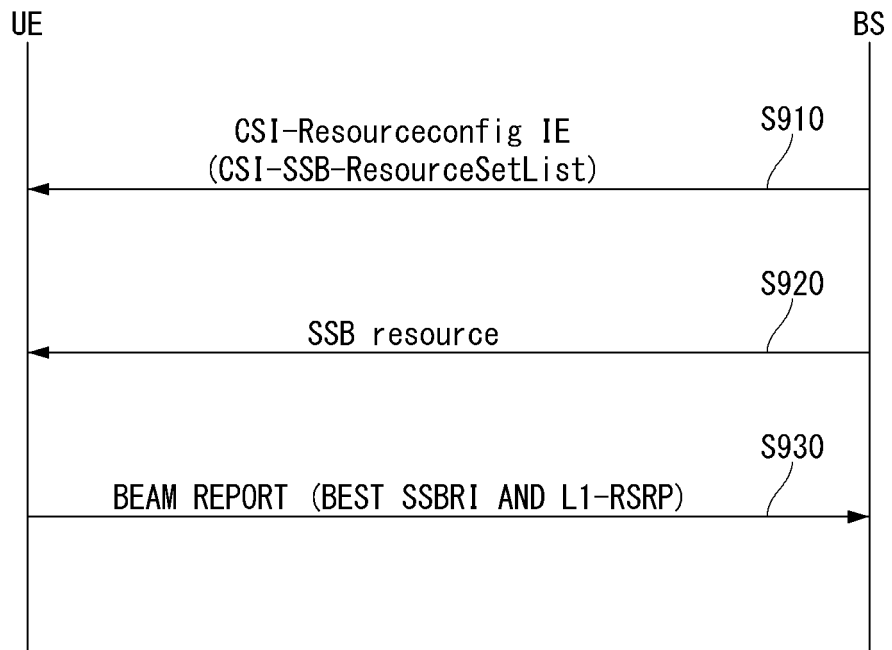 UE
BS
S910
CSI-Resourceconfig IE
(CSI-SSB-ResourceSetList)
S920
SSB resource
S930
BEAM REPORT (BEST SSBRI AND L1-RSRP)